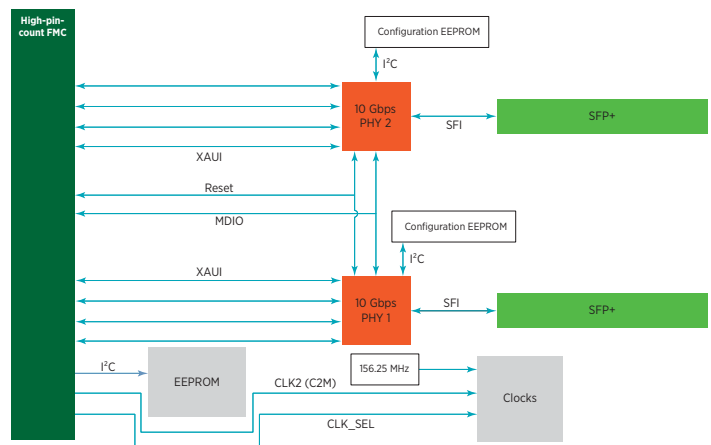 High-pin-
count FMC
Configuration EEPROM
I²C
10 Gbps
PHY 2
SFI
SFP+
XAUI
Reset
MDIO
Configuration EEPROM
I²C
XAUI
10 Gbps
PHY 1
SFI
SFP+
I²C
EEPROM
156.25 MHz
CLK2 (C2M)
Clocks
CLK_SEL